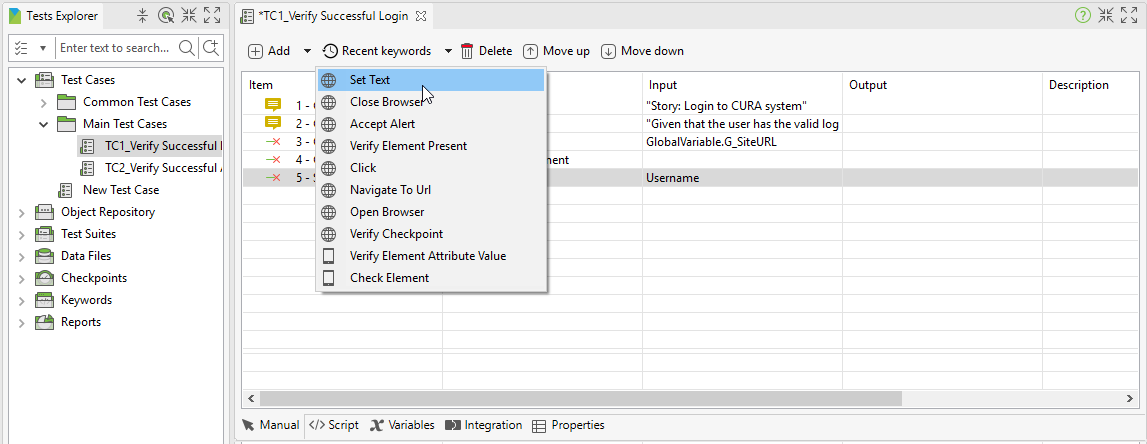 Tests Explorer
*TC1_Verify Successful Login
Enter text to search...
Add
Recent keywords
Delete
Move up
Move down
Test Cases
Common Test Cases
Main Test Cases
TC1_Verify Successful
TC2_Verify Successful
New Test Case
Object Repository
Test Suites
Data Files
Checkpoints
Keywords
Reports
Item
Input
Output
Description
1 -
"Story: Login to CURA system"
2 -
"Given that the user has the valid log
3 -
GlobalVariable.G_SiteURL
4 -
ment
5 - S
Username
Set Text
Close Browser
Accept Alert
Verify Element Present
Click
Navigate To Url
Open Browser
Verify Checkpoint
Verify Element Attribute Value
Check Element
Manual
</> Script
Variables
Integration
Properties